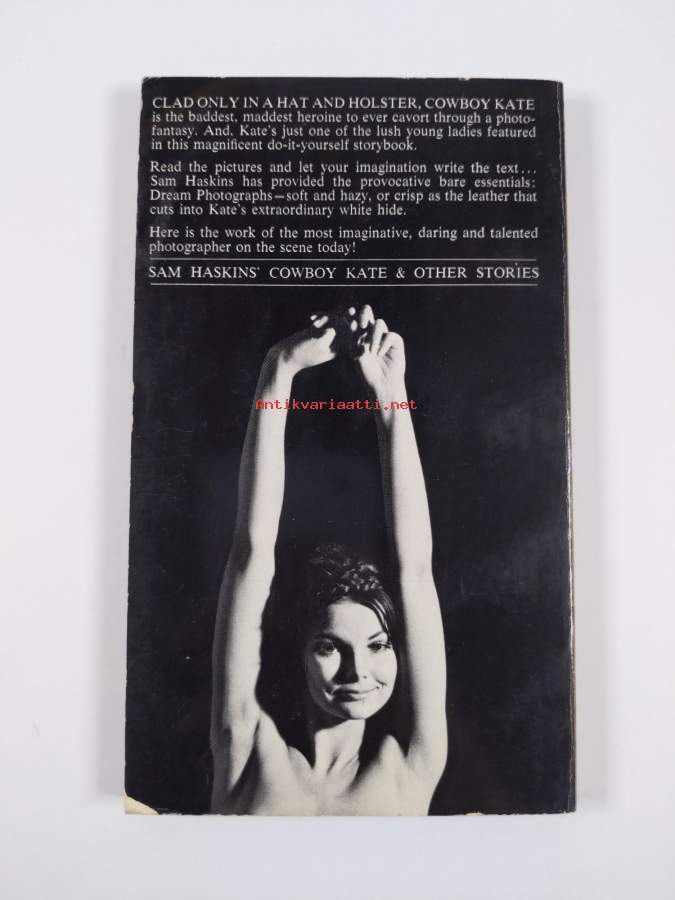 CLAD ONLY IN A HAT AND HOLSTER, COWBOY KATE
is the baddest, maddest heroine to ever cavort through a photo-
fantasy. And, Kate's just one of the lush young ladies featured
in this magnificent do-it-yourself storybook.
Read the pictures and let your imagination write the text...
Sam Haskins has provided the provocative bare essentials:
Dream Photographs—soft and hazy, or crisp as the leather that
cuts into Kate's extraordinary white hide.
Here is the work of the most imaginative, daring and talented
photographer on the scene today!
SAM HASKINS' COWBOY KATE & OTHER STORIES
Antikvariaatti.net